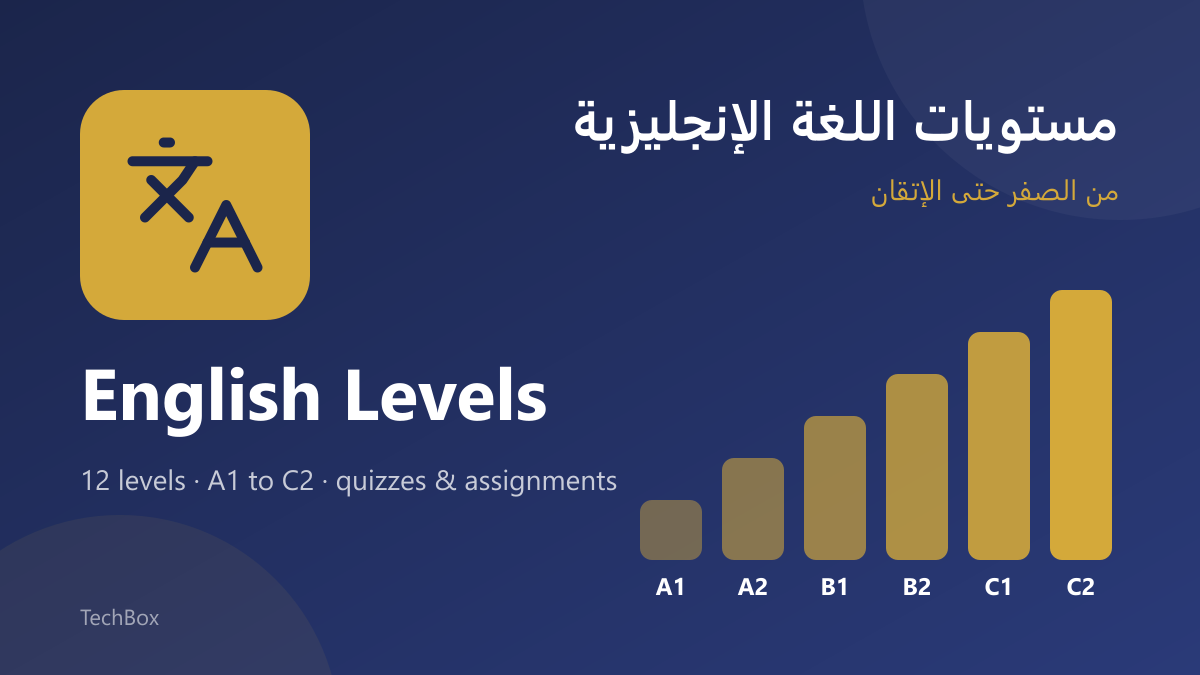 مستويات اللغة الإنجليزية
من الصفر حتى الإتقان
English Levels
12 levels · A1 to C2 · quizzes & assignments
A1 A2 B1 B2 C1 C2
TechBox